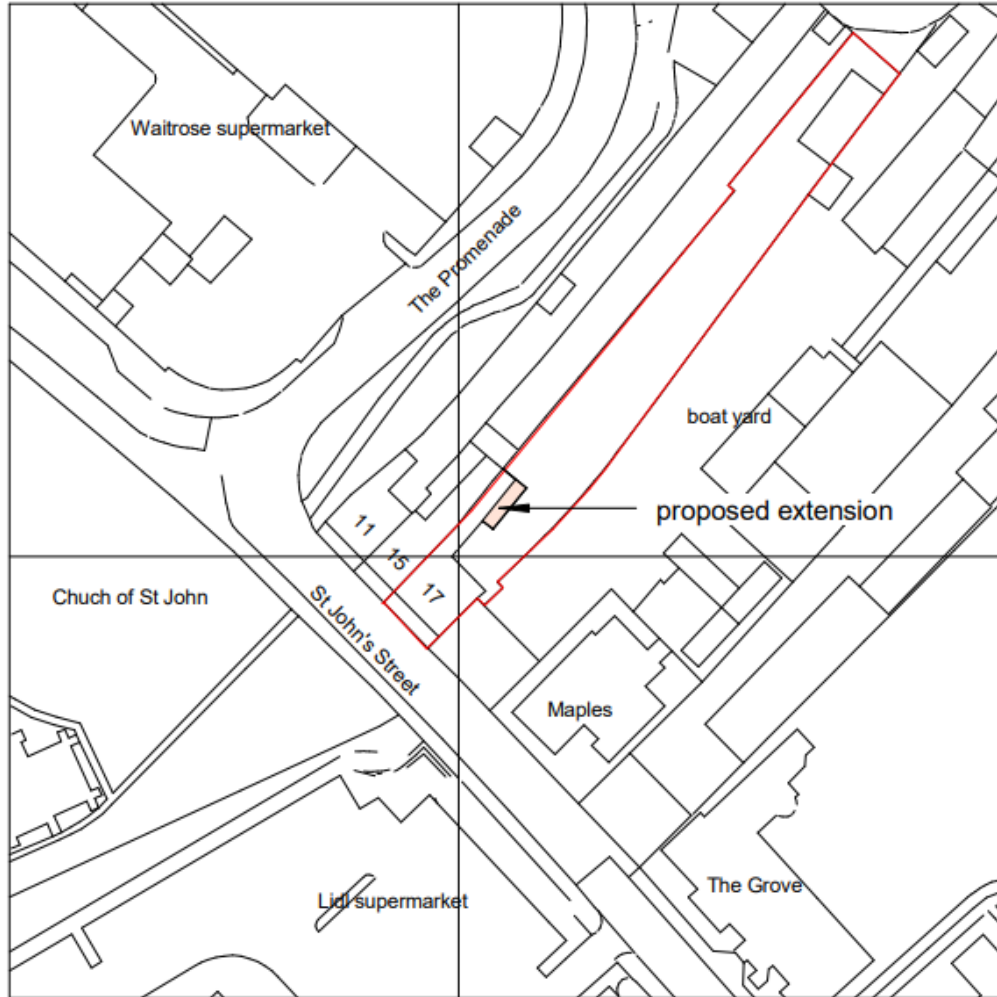 Waitrose supermarket
The Promenade
boat yard
proposed extension
11
15
17
Chuch of St John
St John's Street
Maples
The Grove
Lidl supermarket